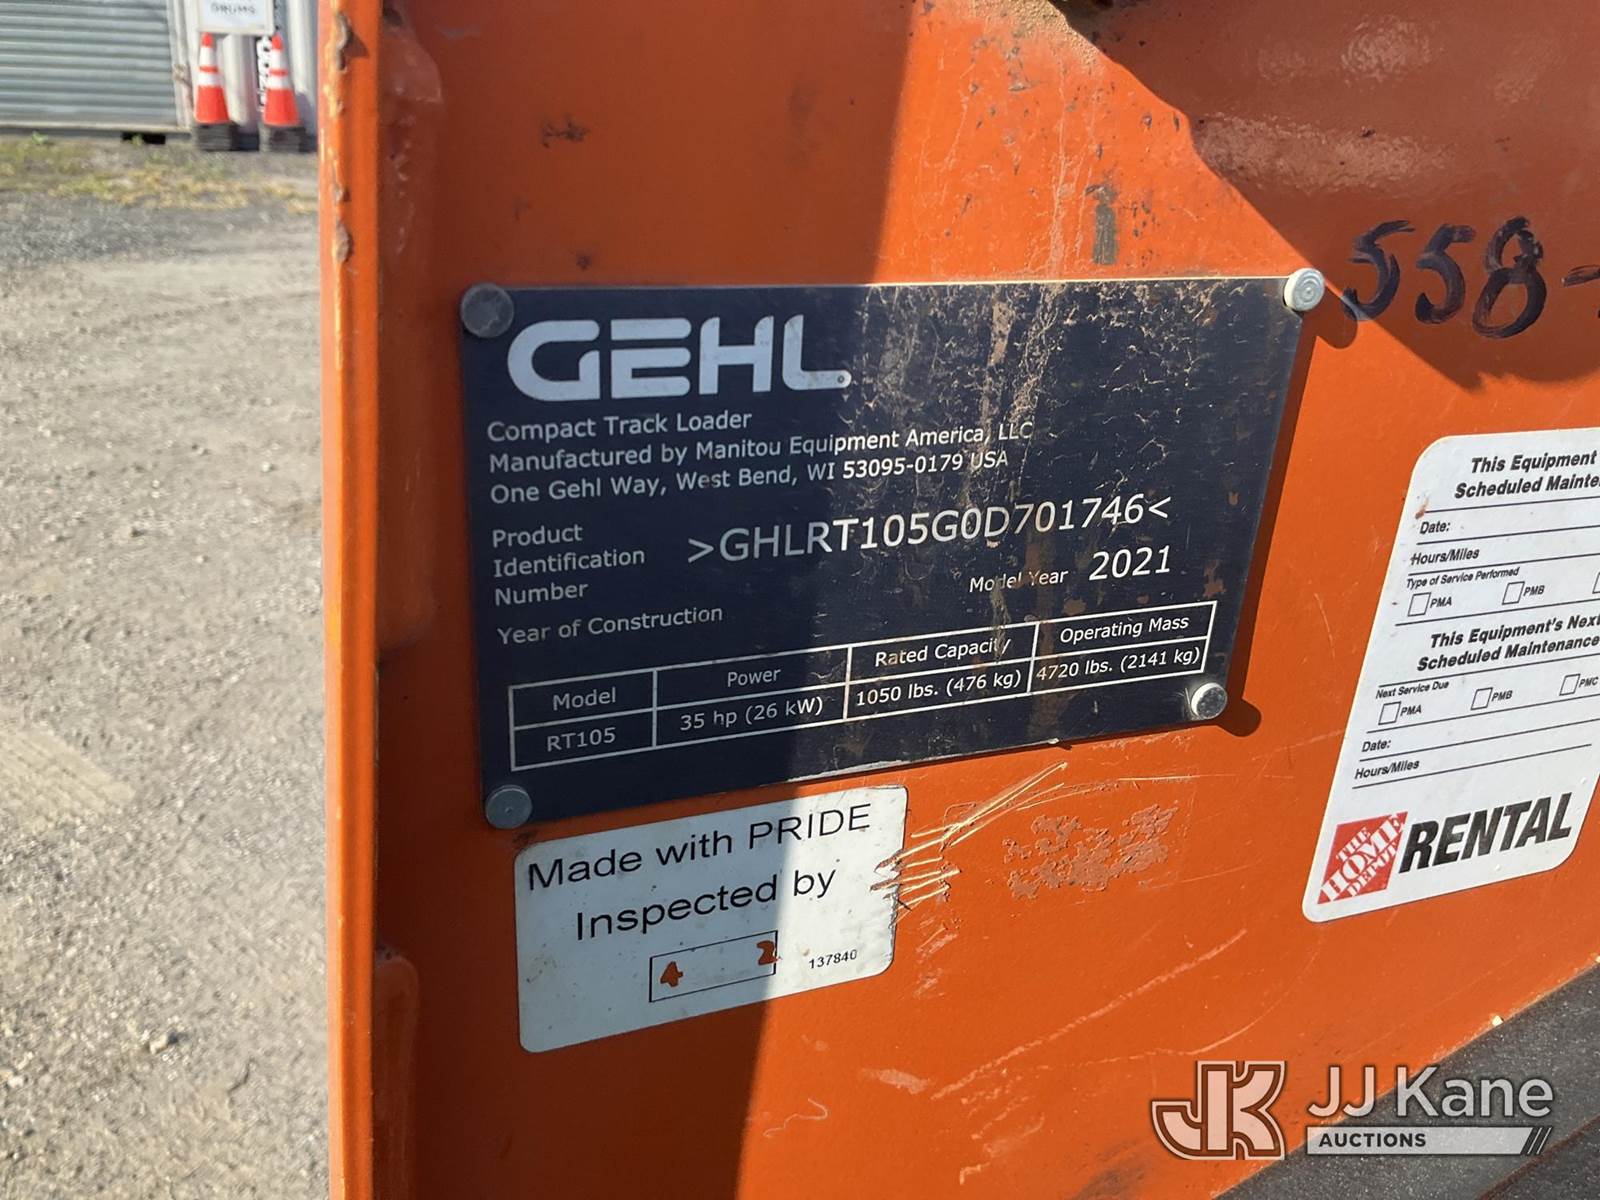 DRUMS
558-
GEHL
Compact Track Loader
Manufactured by Manitou Equipment America, LLC
One Gehl Way, West Bend, WI 53095-0179 USA
Product
Identification
Number
>GHLRT105G0D701746<
Model Year 2021
Year of Construction
Model Power Rated Capacity Operating Mass
RT105 35 hp (26 kW) 1050 lbs. (476 kg) 4720 lbs. (2141 kg)
Made with PRIDE
Inspected by
4 2
137840
This Equipment
Scheduled
Date:
Hours/Miles
Type of Service Performed
PMA PMB
This Equipment's Next
Scheduled Maintenance
Next Service Due
PMA PMB PMC
Date:
Hours/Miles
THE HOME DEPOT RENTAL
JK JJ Kane
AUCTIONS